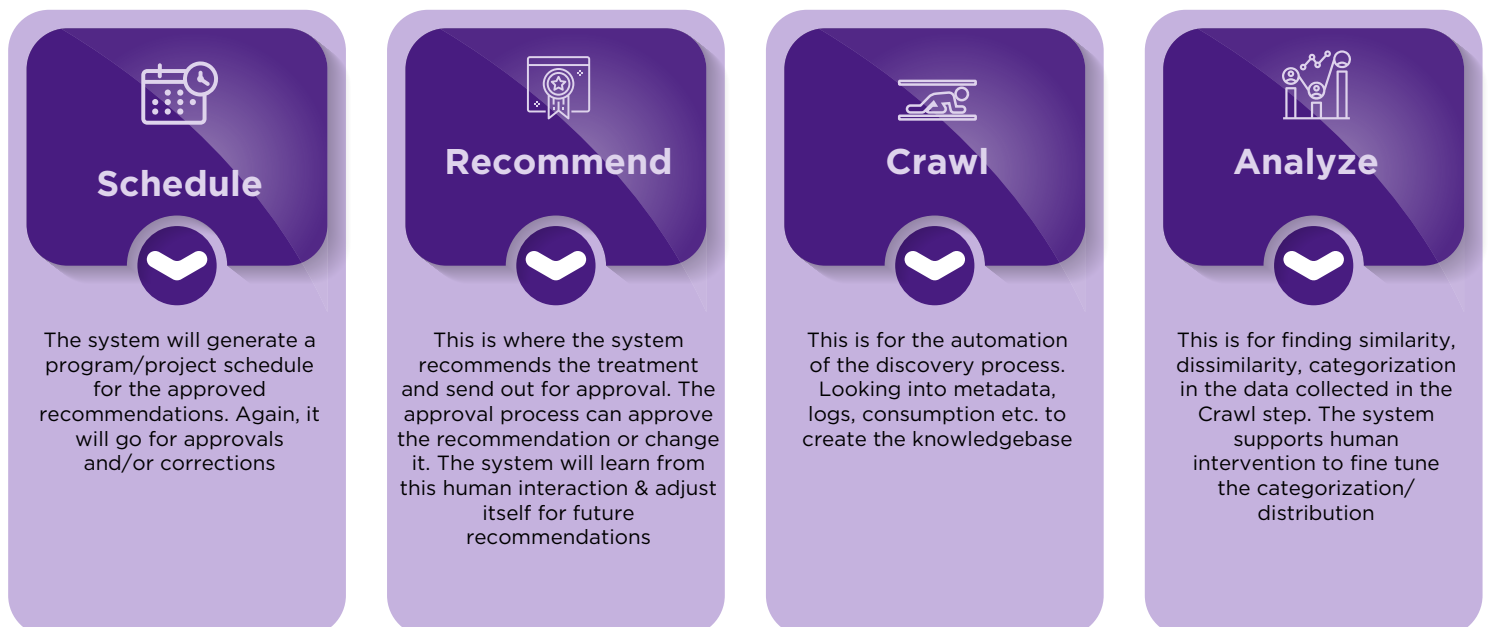 Schedule
The system will generate a
program/project schedule
for the approved
recommendations. Again, it
will go for approvals
and/or corrections
Recommend
This is where the system
recommends the treatment
and send out for approval. The
approval process can approve
the recommendation or change
it. The system will learn from
this human interaction & adjust
itself for future
recommendations
Crawl
This is for the automation
of the discovery process.
Looking into metadata,
logs, consumption etc. to
create the knowledgebase
Analyze
This is for finding similarity,
dissimilarity, categorization
in the data collected in the
Crawl step. The system
supports human
intervention to fine tune
the categorization/
distribution